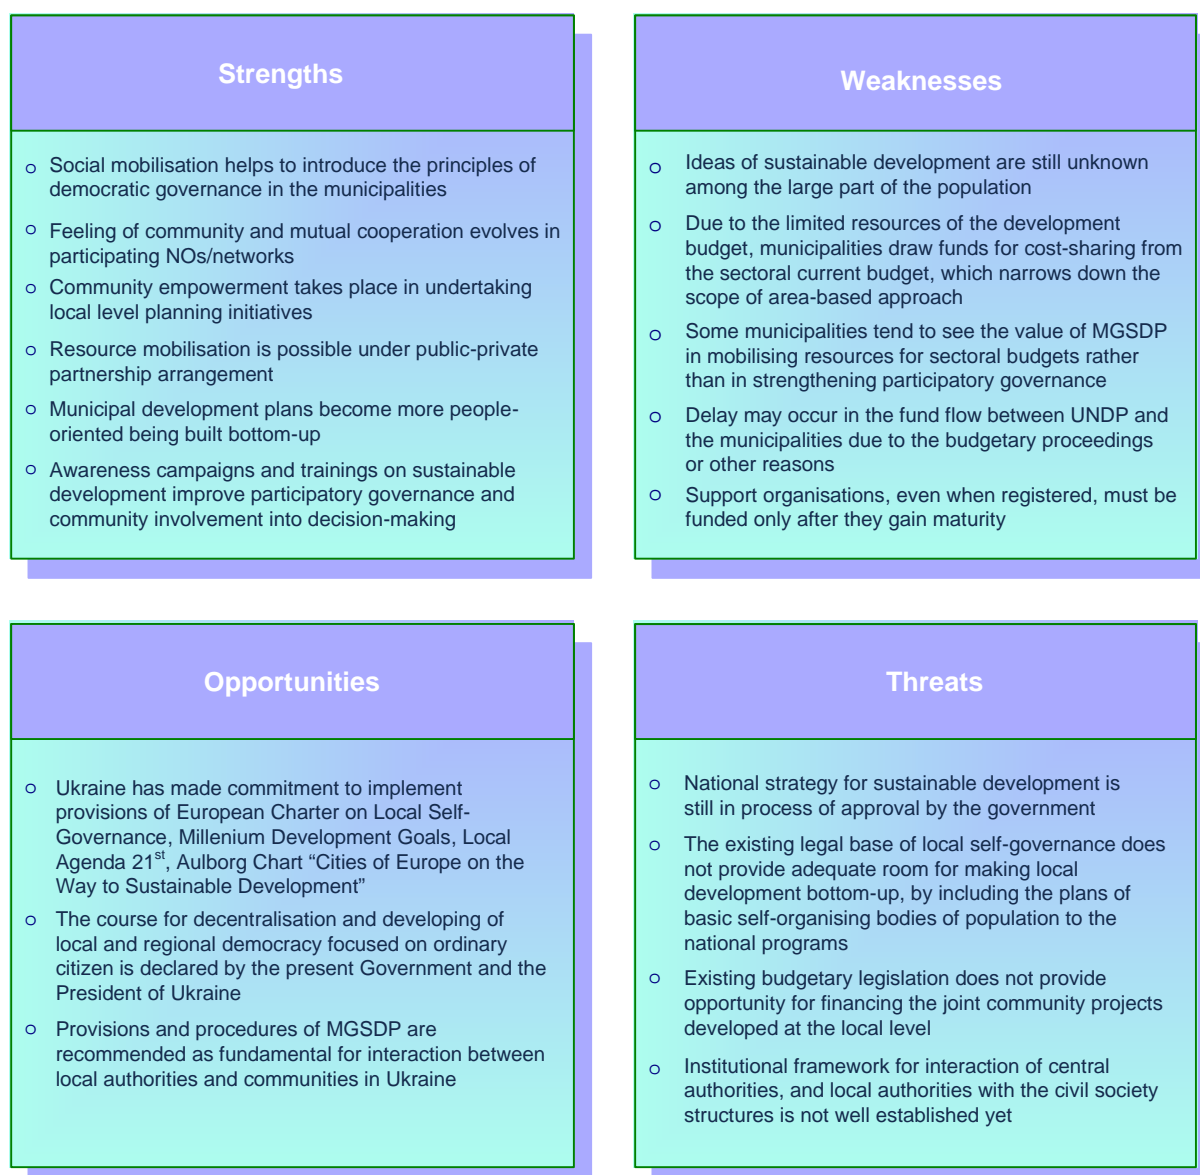 Strengths
o Social mobilisation helps to introduce the principles of
democratic governance in the municipalities
o Feeling of community and mutual cooperation evolves in
participating NOs/networks
o Community empowerment takes place in undertaking
local level planning initiatives
o Resource mobilisation is possible under public-private
partnership arrangement
o Municipal development plans become more people-
oriented being built bottom-up
o Awareness campaigns and trainings on sustainable
development improve participatory governance and
community involvement into decision-making
Weaknesses
o Ideas of sustainable development are still unknown
among the large part of the population
o Due to the limited resources of the development
budget, municipalities draw funds for cost-sharing from
the sectoral current budget, which narrows down the
scope of area-based approach
o Some municipalities tend to see the value of MGSDP
in mobilising resources for sectoral budgets rather
than in strengthening participatory governance
o Delay may occur in the fund flow between UNDP and
the municipalities due to the budgetary proceedings
or other reasons
o Support organisations, even when registered, must be
funded only after they gain maturity
Opportunities
o Ukraine has made commitment to implement
provisions of European Charter on Local Self-
Governance, Millenium Development Goals, Local
Agenda 21st, Aulborg Chart “Cities of Europe on the
Way to Sustainable Development”
o The course for decentralisation and developing of
local and regional democracy focused on ordinary
citizen is declared by the present Government and the
President of Ukraine
o Provisions and procedures of MGSDP are
recommended as fundamental for interaction between
local authorities and communities in Ukraine
Threats
o National strategy for sustainable development is
still in process of approval by the government
o The existing legal base of local self-governance does
not provide adequate room for making local
development bottom-up, by including the plans of
basic self-organising bodies of population to the
national programs
o Existing budgetary legislation does not provide
opportunity for financing the joint community projects
developed at the local level
o Institutional framework for interaction of central
authorities, and local authorities with the civil society
structures is not well established yet